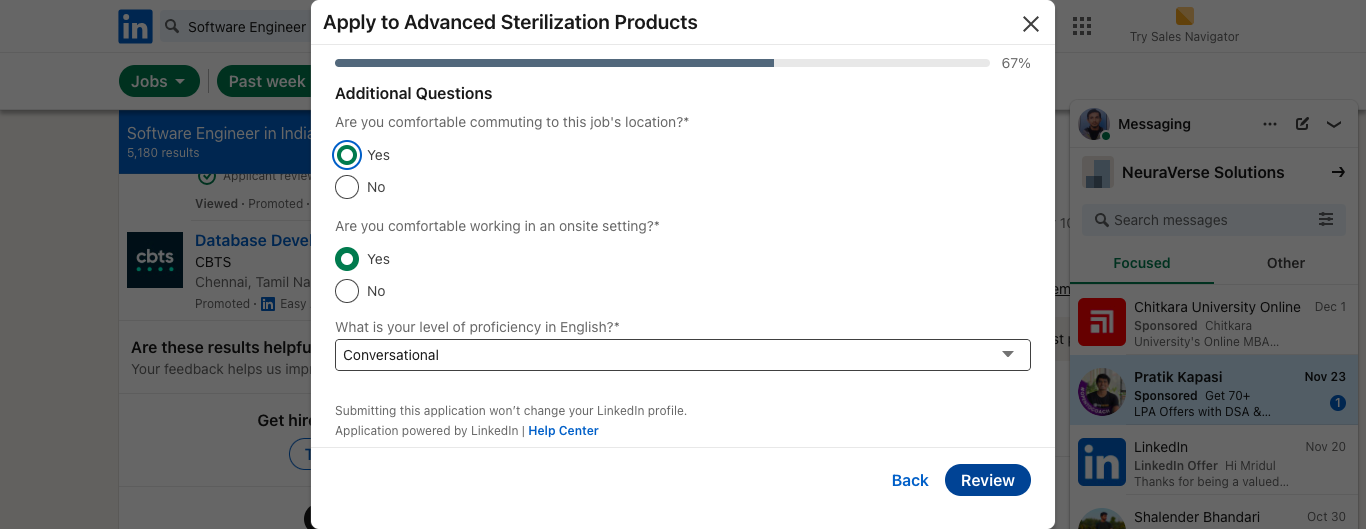 in
Software Engineer
Try Sales Navigator
Jobs
Past week
Software Engineer in India
5,180 results
Applicant review
Viewed · Promoted ·
cbts
Database Devel
CBTS
Chennai, Tamil Na
Promoted · in Easy
Are these results helpfu
Your feedback helps us impr
Get hire
T
Apply to Advanced Sterilization Products
67%
Additional Questions
Are you comfortable commuting to this job's location?*
Yes
No
Are you comfortable working in an onsite setting?*
Yes
No
What is your level of proficiency in English?*
Conversational
Submitting this application won't change your LinkedIn profile.
Application powered by LinkedIn | Help Center
Back
Review
10
em
st p
Messaging
NeuraVerse Solutions
Search messages
Focused
Other
Chitkara University Online Dec 1
Sponsored Chitkara
University's Online MBA...
Pratik Kapasi Nov 23
Sponsored Get 70+ 1
LPA Offers with DSA &...
in
LinkedIn Nov 20
LinkedIn Offer Hi Mridul
Thanks for being a valued...
Shalender Bhandari Oct 30